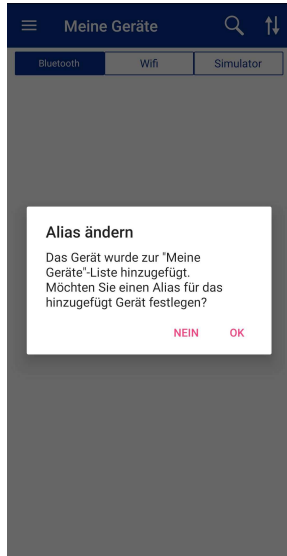 Meine Geräte
Bluetooth Wifi Simulator
Alias ändern
Das Gerät wurde zur "Meine
Geräte"-Liste hinzugefügt.
Möchten Sie einen Alias für das
hinzugefügt Gerät festlegen?
NEIN OK